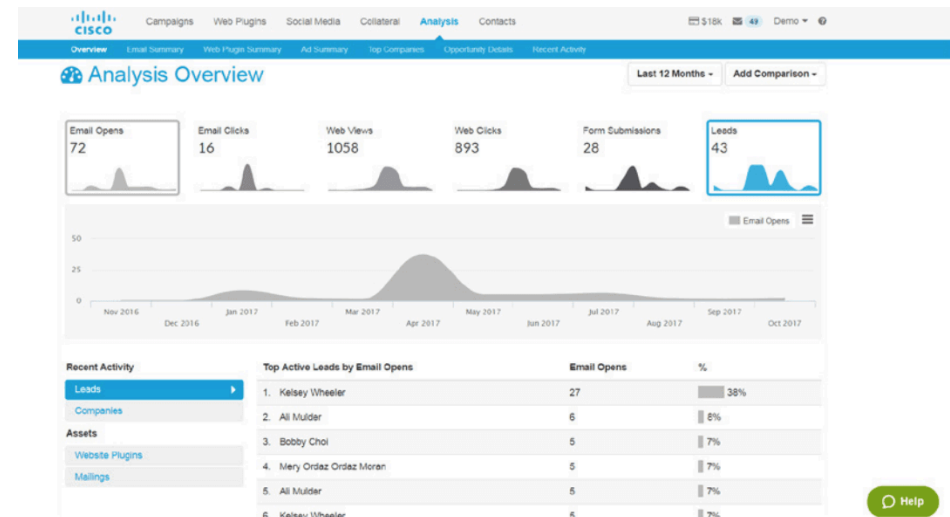 CISCO Campaigns Web Plugins Social Media Collateral Analysis Contacts $18K 49 Demo
Overview Email Summary Web Plugin Summary Ad Summary Top Companies Opportunity Details Recent Activity
Analysis Overview Last 12 Months Add Comparison
Email Opens Email Clicks Web Views Web Clicks Form Submissions Leads
72 16 1058 893 28 43
Email Opens
50
25
0
Nov 2016 Jan 2017 Mar 2017 May 2017 Jul 2017 Sep 2017
Dec 2016 Feb 2017 Apr 2017 Jun 2017 Aug 2017 Oct 2017
Recent Activity Top Active Leads by Email Opens Email Opens %
Leads 1. Kelsey Wheeler 27 38%
Companies 2. Ali Mulder 6 8%
Assets 3. Bobby Choi 5 7%
Website Plugins 4. Mery Ordaz Ordaz Moran 5 7%
Mailings 5. Ali Mulder 5 7%
6. Kelsey Wheeler 5 7%
Help